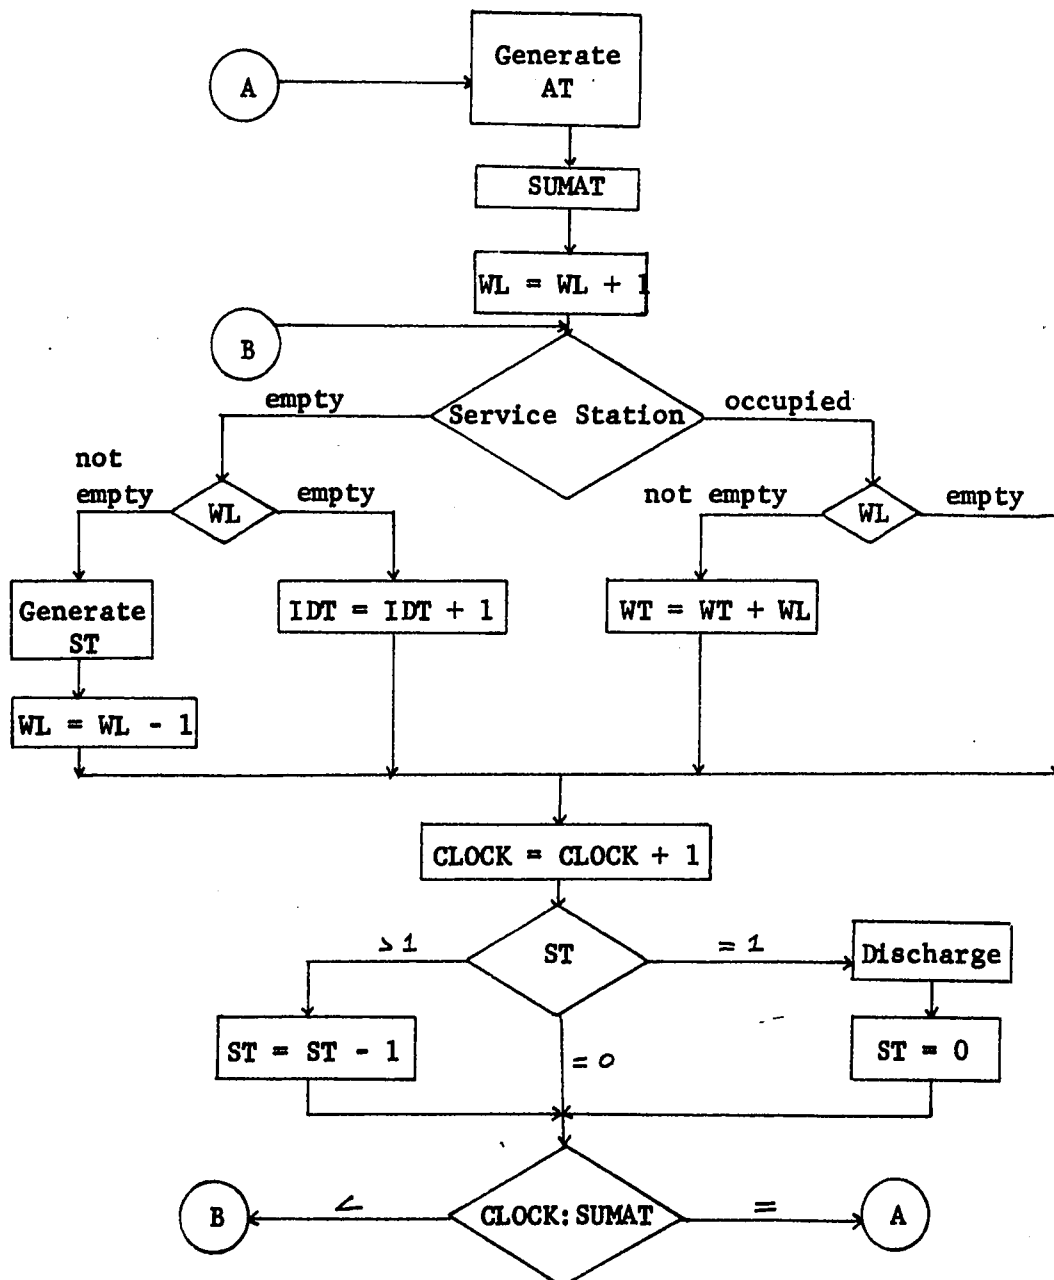 Generate
AT
A
SUMAT
WL = WL + 1
B
Service Station
empty
occupied
not
empty
WL
empty
not empty
WL
empty
Generate
ST
IDT = IDT + 1
WT = WT + WL
WL = WL - 1
CLOCK = CLOCK + 1
>1
ST
= 1
Discharge
ST = ST - 1
= 0
ST = 0
B
<
CLOCK:SUMAT
=
A